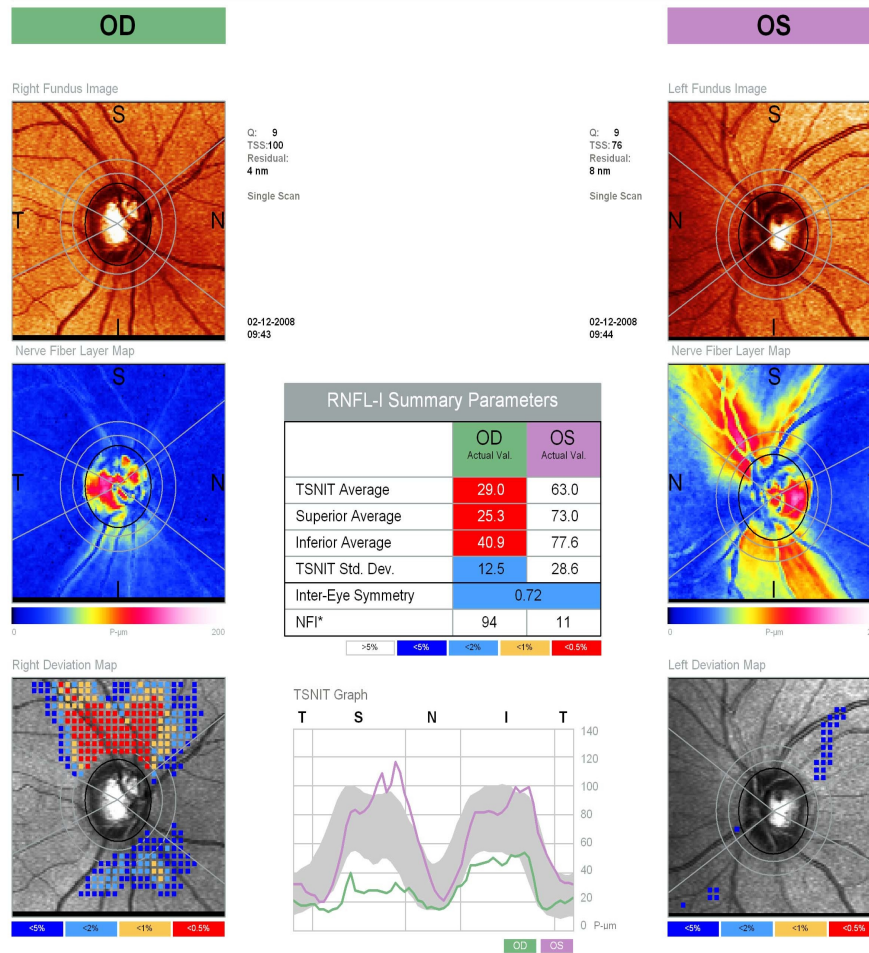 OD
OS
Right Fundus Image
Left Fundus Image
S
T
N
I
Q: 9
TSS:100
Residual:
4 nm
Single Scan
02-12-2008
09:43
Q: 9
TSS: 76
Residual:
8 nm
Single Scan
02-12-2008
09:44
S
I
Nerve Fiber Layer Map
Nerve Fiber Layer Map
S
T
I
S
N
I
0 P-µm 200
0 P-µm
RNFL-I Summary Parameters
OD OS
Actual Val. Actual Val.
TSNIT Average 29.0 63.0
Superior Average 25.3 73.0
Inferior Average 40.9 77.6
TSNIT Std. Dev. 12.5 28.6
Inter-Eye Symmetry 0.72
NFI* 94 11
>5% <5% <2% <1% <0.5%
Right Deviation Map
Left Deviation Map
<5% <2% <1% <0.5%
TSNIT Graph
T S N I T
140
120
100
80
60
40
20
0 P-µm
OD OS
<5% <2% <1% <0.5%